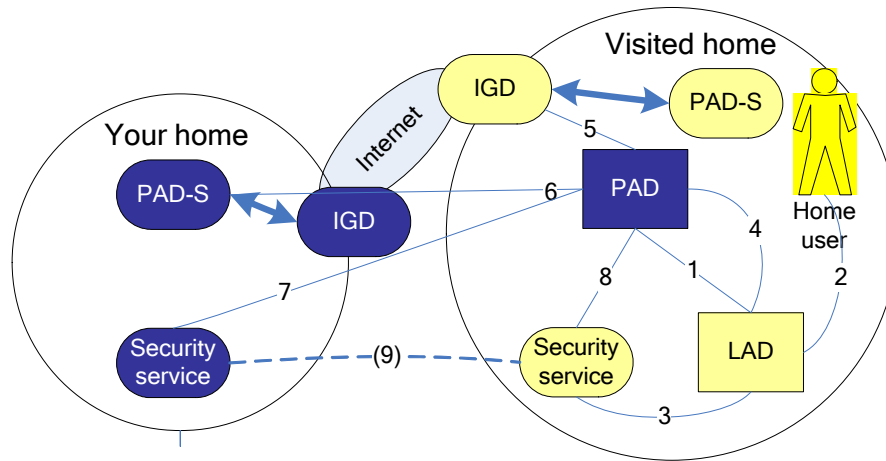 Visited home
IGD
PAD-S
Your home
Internet
5
PAD-S
6
PAD
IGD
Home
user
4
7
8
1
2
Security
service
(9)
Security
service
LAD
3